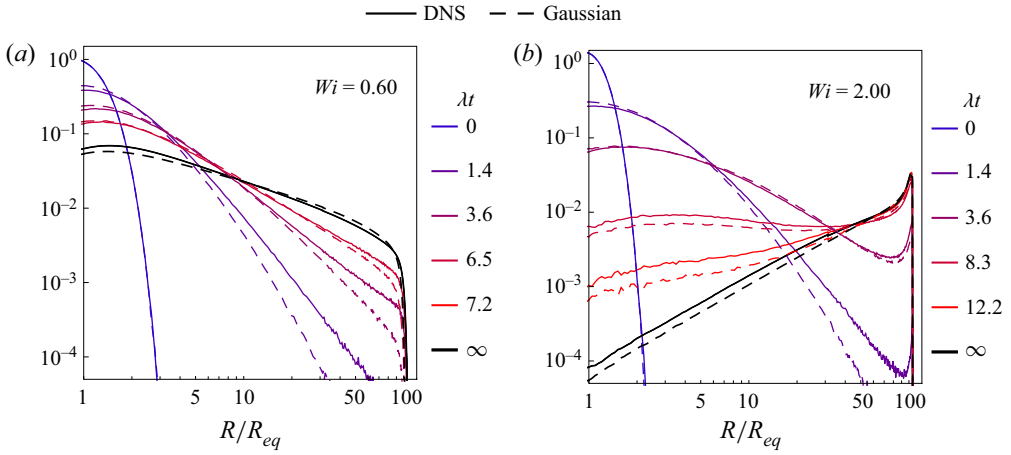 DNS Gaussian
(a)
10^0
10^-1
10^-2
10^-3
10^-4
Wi = 0.60
1 5 10 50 100
R/R_eq
λt
0
1.4
3.6
6.5
7.2
∞
(b)
10^0
10^-1
10^-2
10^-3
10^-4
Wi = 2.00
1 5 10 50 100
R/R_eq
λt
0
1.4
3.6
8.3
12.2
∞